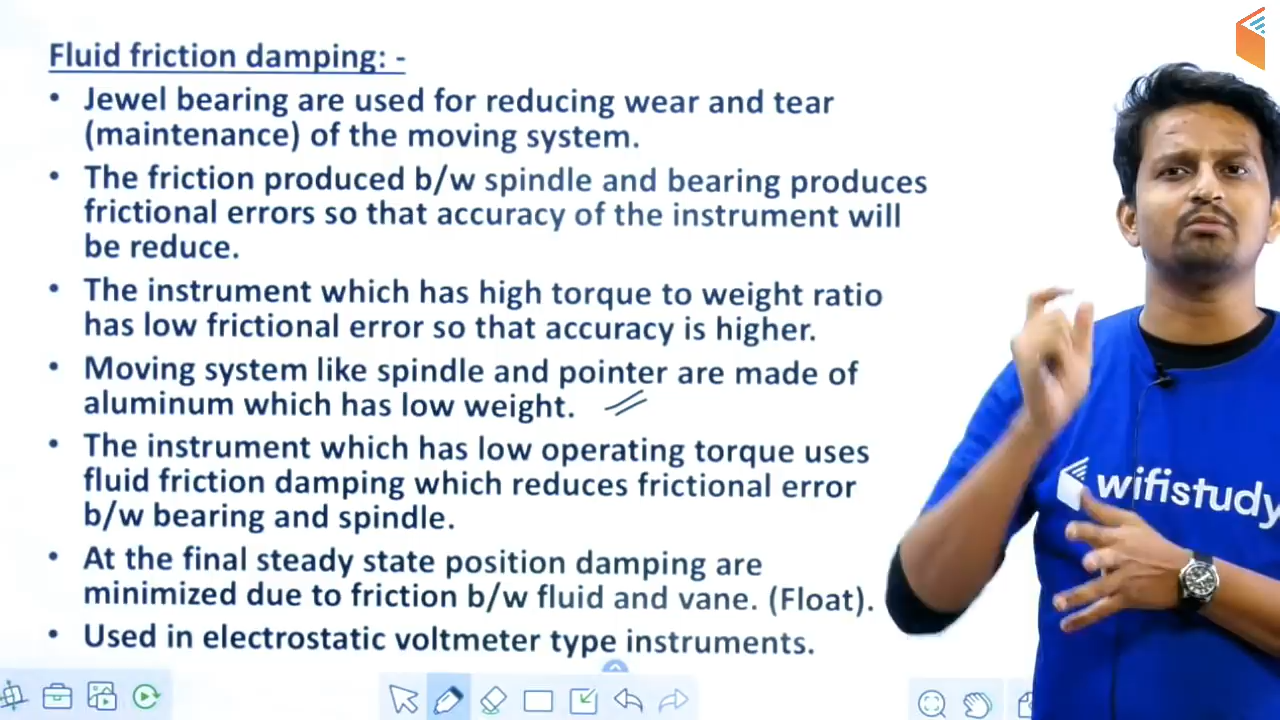 Fluid friction damping: -
• Jewel bearing are used for reducing wear and tear
(maintenance) of the moving system.
• The friction produced b/w spindle and bearing produces
frictional errors so that accuracy of the instrument will
be reduce.
• The instrument which has high torque to weight ratio
has low frictional error so that accuracy is higher.
• Moving system like spindle and pointer are made of
aluminum which has low weight.
• The instrument which has low operating torque uses
fluid friction damping which reduces frictional error
b/w bearing and spindle.
• At the final steady state position damping are
minimized due to friction b/w fluid and vane. (Float).
• Used in electrostatic voltmeter type instruments.
wifistudy